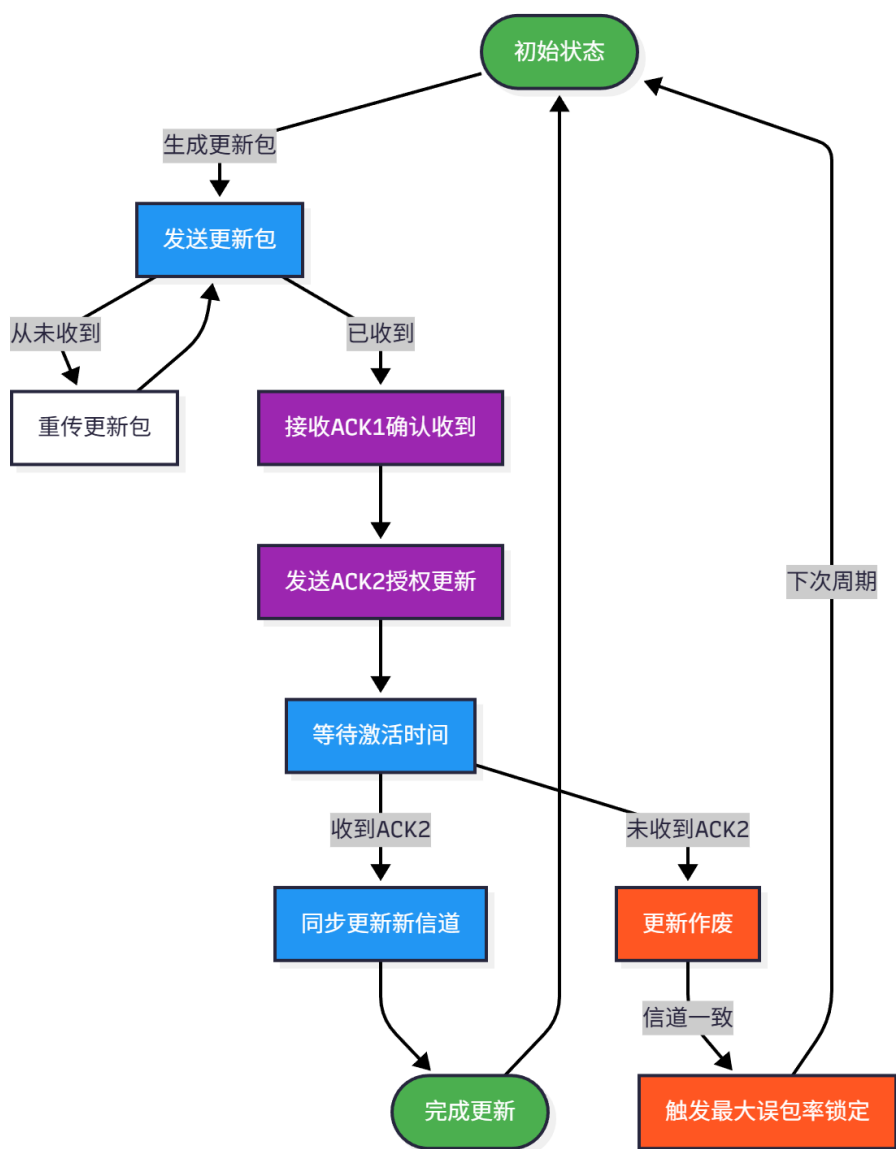 初始状态
生成更新包
发送更新包
从未收到
已收到
重传更新包
接收ACK1确认收到
发送ACK2授权更新
下次周期
等待激活时间
收到ACK2
未收到ACK2
同步更新新信道
更新作废
信道一致
完成更新
触发最大误包率锁定